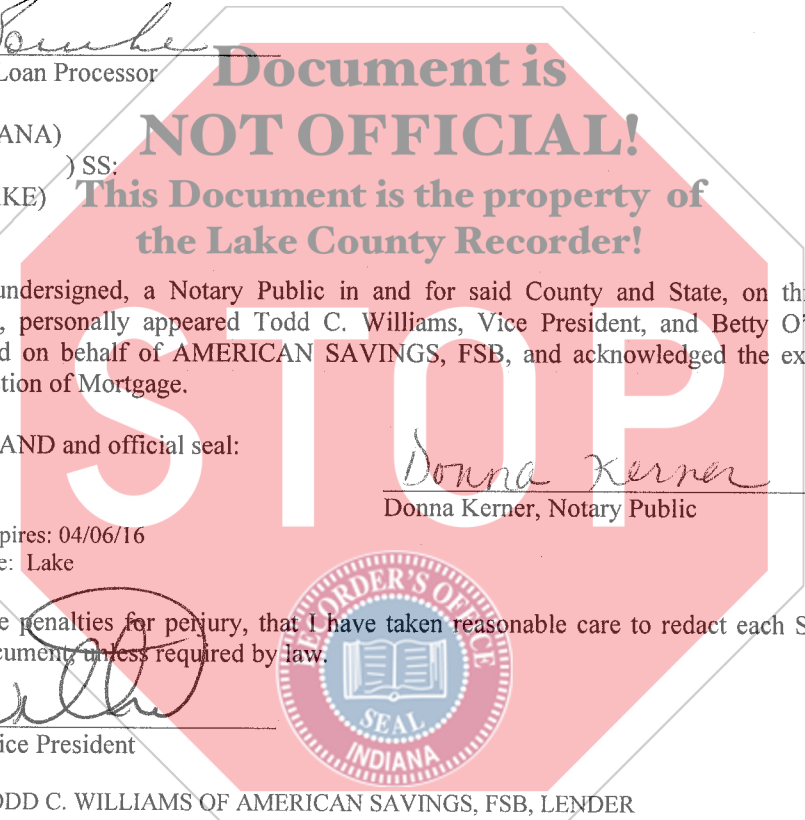 Loan Processor
Document is
ANA)
NOT OFFICIAL!
) SS:
KE)
This Document is the property of
the Lake County Recorder!
undersigned, a Notary Public in and for said County and State, on thi
, personally appeared Todd C. Williams, Vice President, and Betty O'
d on behalf of AMERICAN SAVINGS, FSB, and acknowledged the ex
tion of Mortgage.
STOP
AND and official seal:
Donna Kerner
Donna Kerner, Notary Public
pires: 04/06/16
e: Lake
RECORDER'S OFFICE
SEAL
INDIANA
e penalties for perjury, that I have taken reasonable care to redact each S
cument, unless required by law.
ice President
ODD C. WILLIAMS OF AMERICAN SAVINGS, FSB, LENDER